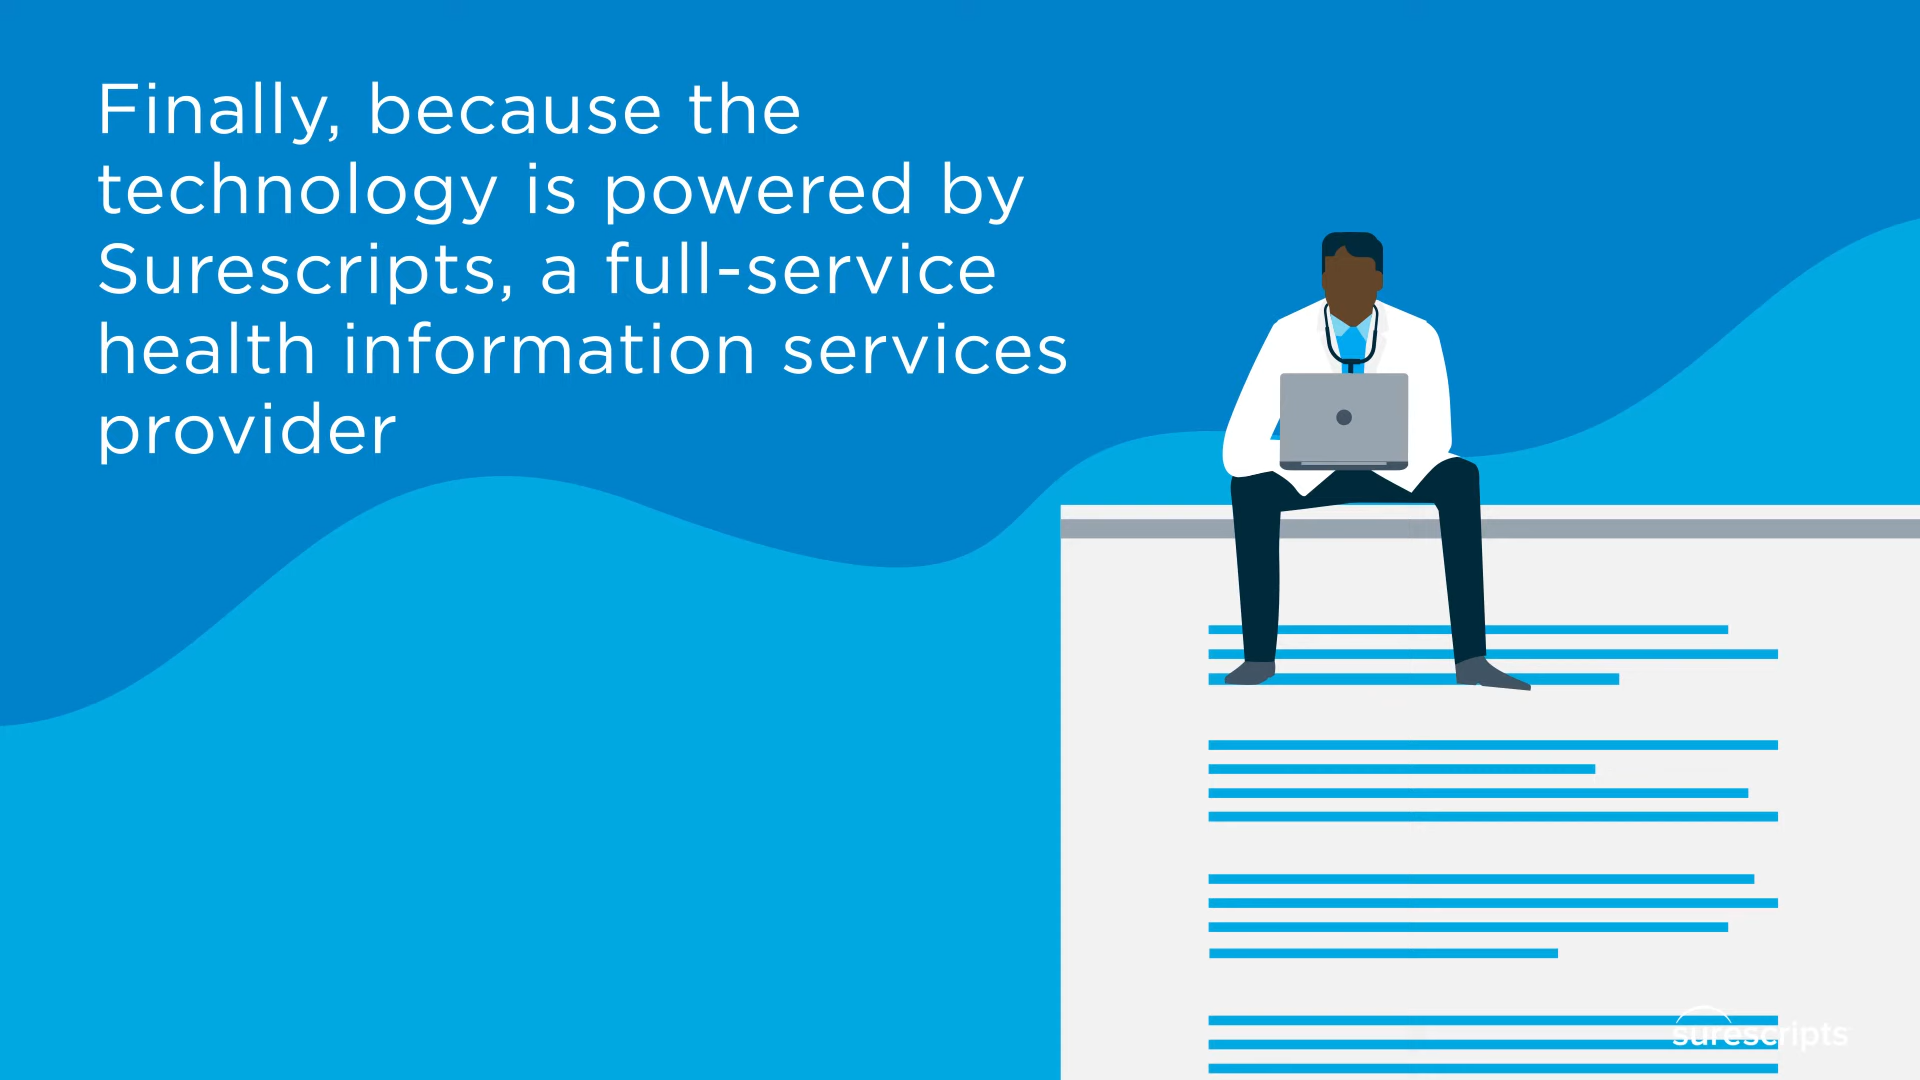 Finally, because the
technology is powered by
Surescripts, a full-service
health information services
provider
surescripts